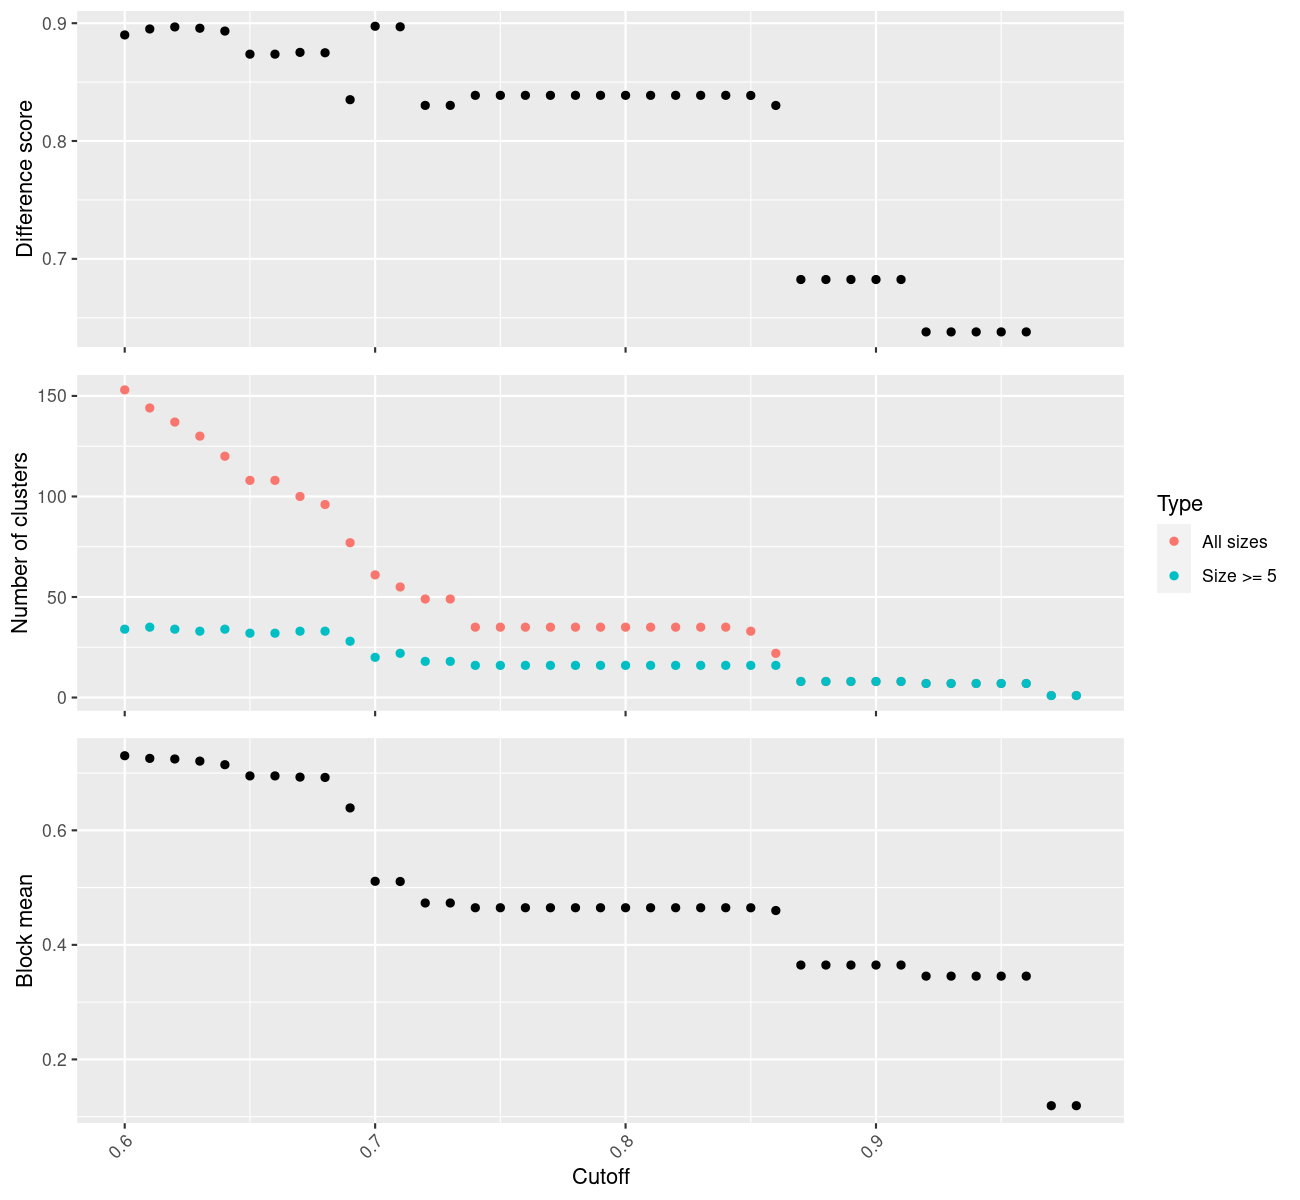 Difference score
0.9
0.8
0.7
Number of clusters
150
100
50
0
Type
All sizes
Size >= 5
Block mean
0.6
0.4
0.2
0.6
0.7
0.8
0.9
Cutoff